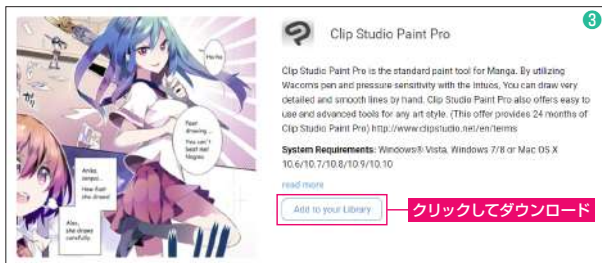 3
Clip Studio Paint Pro
Clip Studio Paint Pro is the standard paint tool for Manga. By utilizing
Wacoms pen and pressure sensitivity with the Intuos, You can draw very
detailed and smooth lines by hand. Clip Studio Paint Pro also offers easy to
use and advanced tools for any art style. (This offer provides 24 months of
Clip Studio Paint Pro) http://www.clipstudio.net/en/terms
System Requirements: Windows® Vista, Windows 7/8 or Mac OS X
10.6/10.7/10.8/10.9/10.10
read more
Add to your Library
クリックしてダウンロード
Ha-ha
Fast
drawing...
You can't
beat me!
Nagas
Anika,
senpai...
How fast
she draws!
Also,
she draws
carefully.